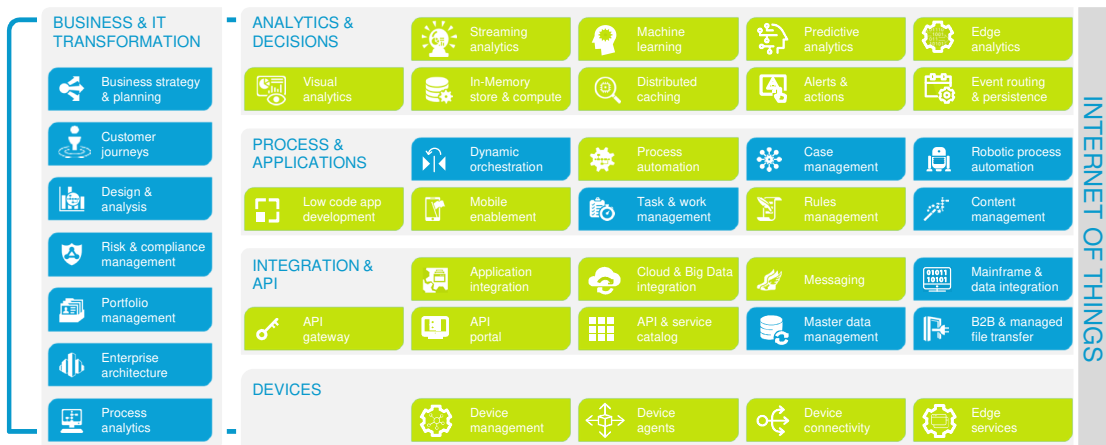 BUSINESS & IT
TRANSFORMATION
Business strategy
& planning
Customer
journeys
Design &
analysis
Risk & compliance
management
Portfolio
management
Enterprise
architecture
Process
analytics
ANALYTICS &
DECISIONS
Streaming
analytics
Machine
learning
Predictive
analytics
Edge
analytics
Visual
analytics
In-Memory
store & compute
Distributed
caching
Alerts &
actions
Event routing
& persistence
PROCESS &
APPLICATIONS
Dynamic
orchestration
Process
automation
Case
management
Robotic process
automation
Low code app
development
Mobile
enablement
Task & work
management
Rules
management
Content
management
INTEGRATION &
API
Application
integration
Cloud & Big Data
integration
Messaging
01011
10101
Mainframe &
data integration
API
gateway
API
portal
API & service
catalog
Master data
management
B2B & managed
file transfer
DEVICES
Device
management
Device
agents
Device
connectivity
Edge
services
INTERNET OF THINGS